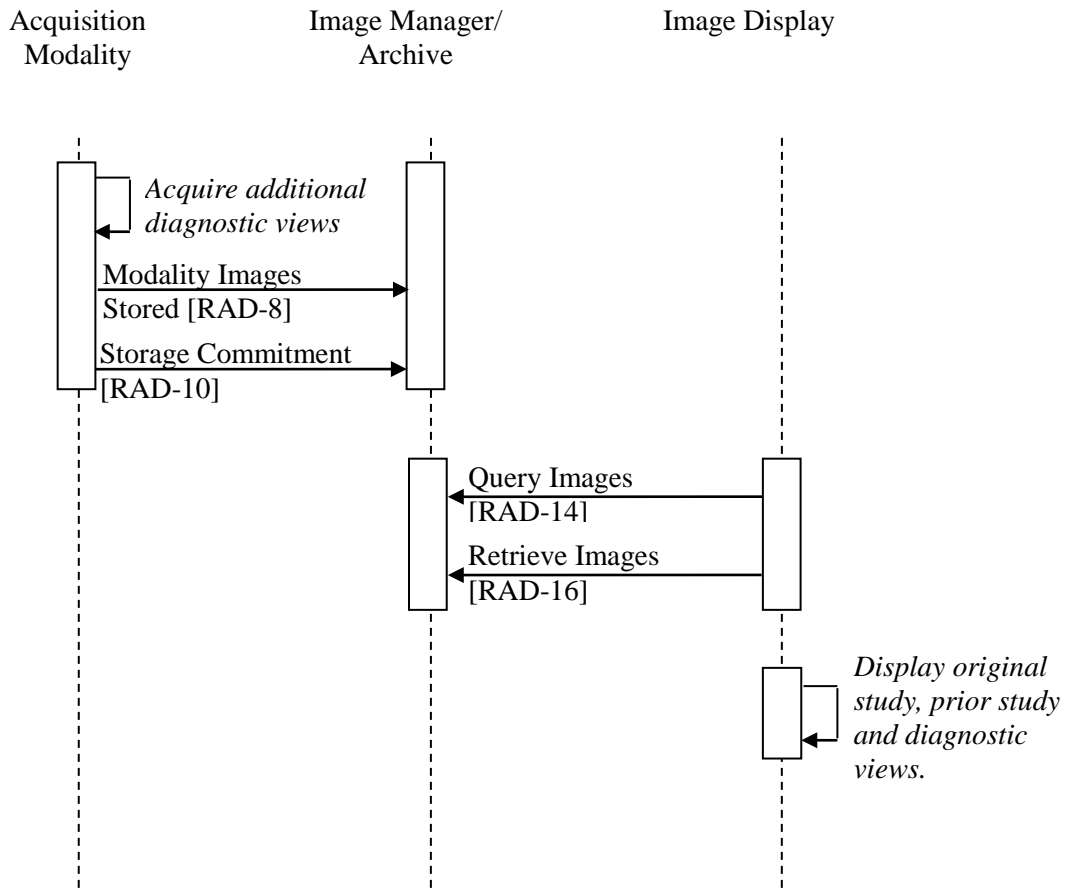 Acquisition
Modality
Image Manager/
Archive
Image Display
Acquire additional
diagnostic views
Modality Images
Stored [RAD-8]
Storage Commitment
[RAD-10]
Query Images
[RAD-14]
Retrieve Images
[RAD-16]
Display original
study, prior study
and diagnostic
views.